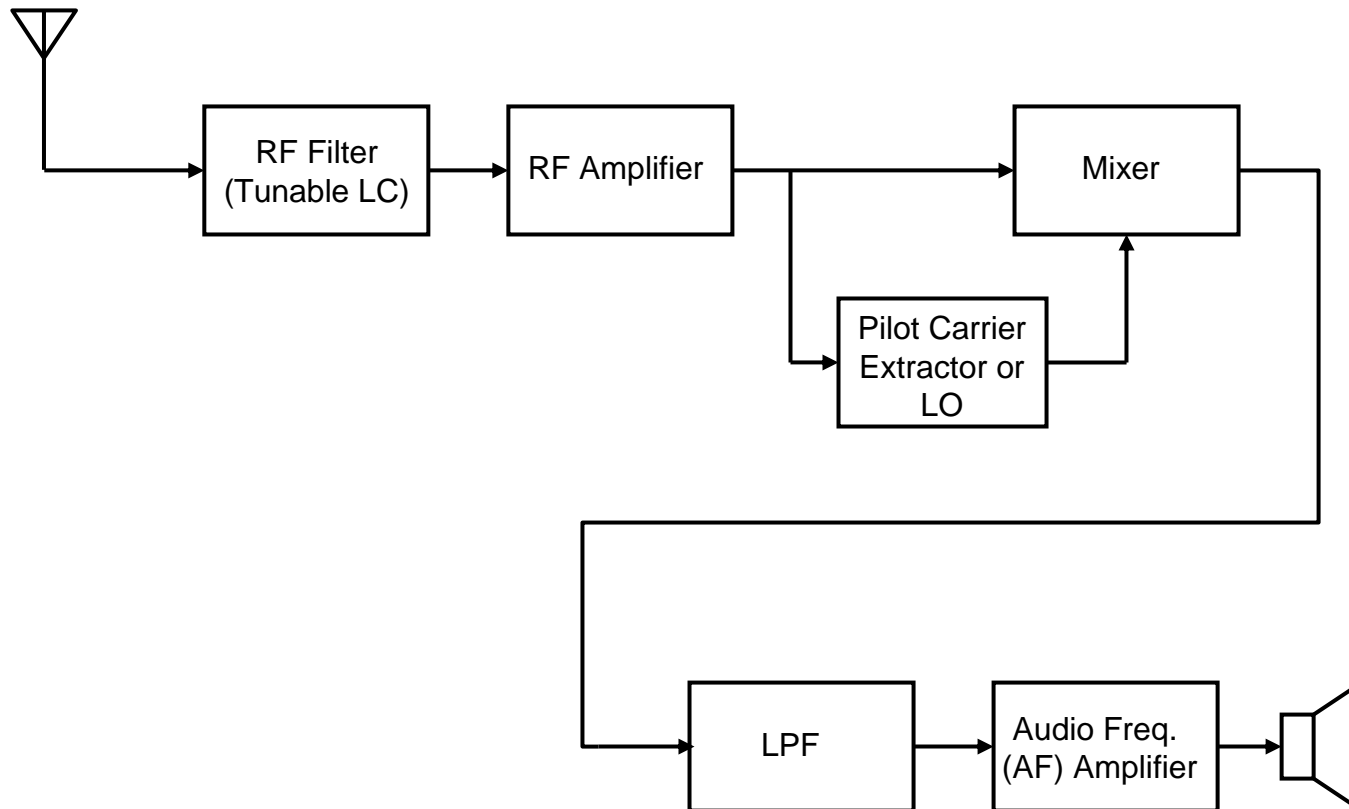 RF Filter
(Tunable LC)
RF Amplifier
Mixer
Pilot Carrier
Extractor or
LO
LPF
Audio Freq.
(AF) Amplifier